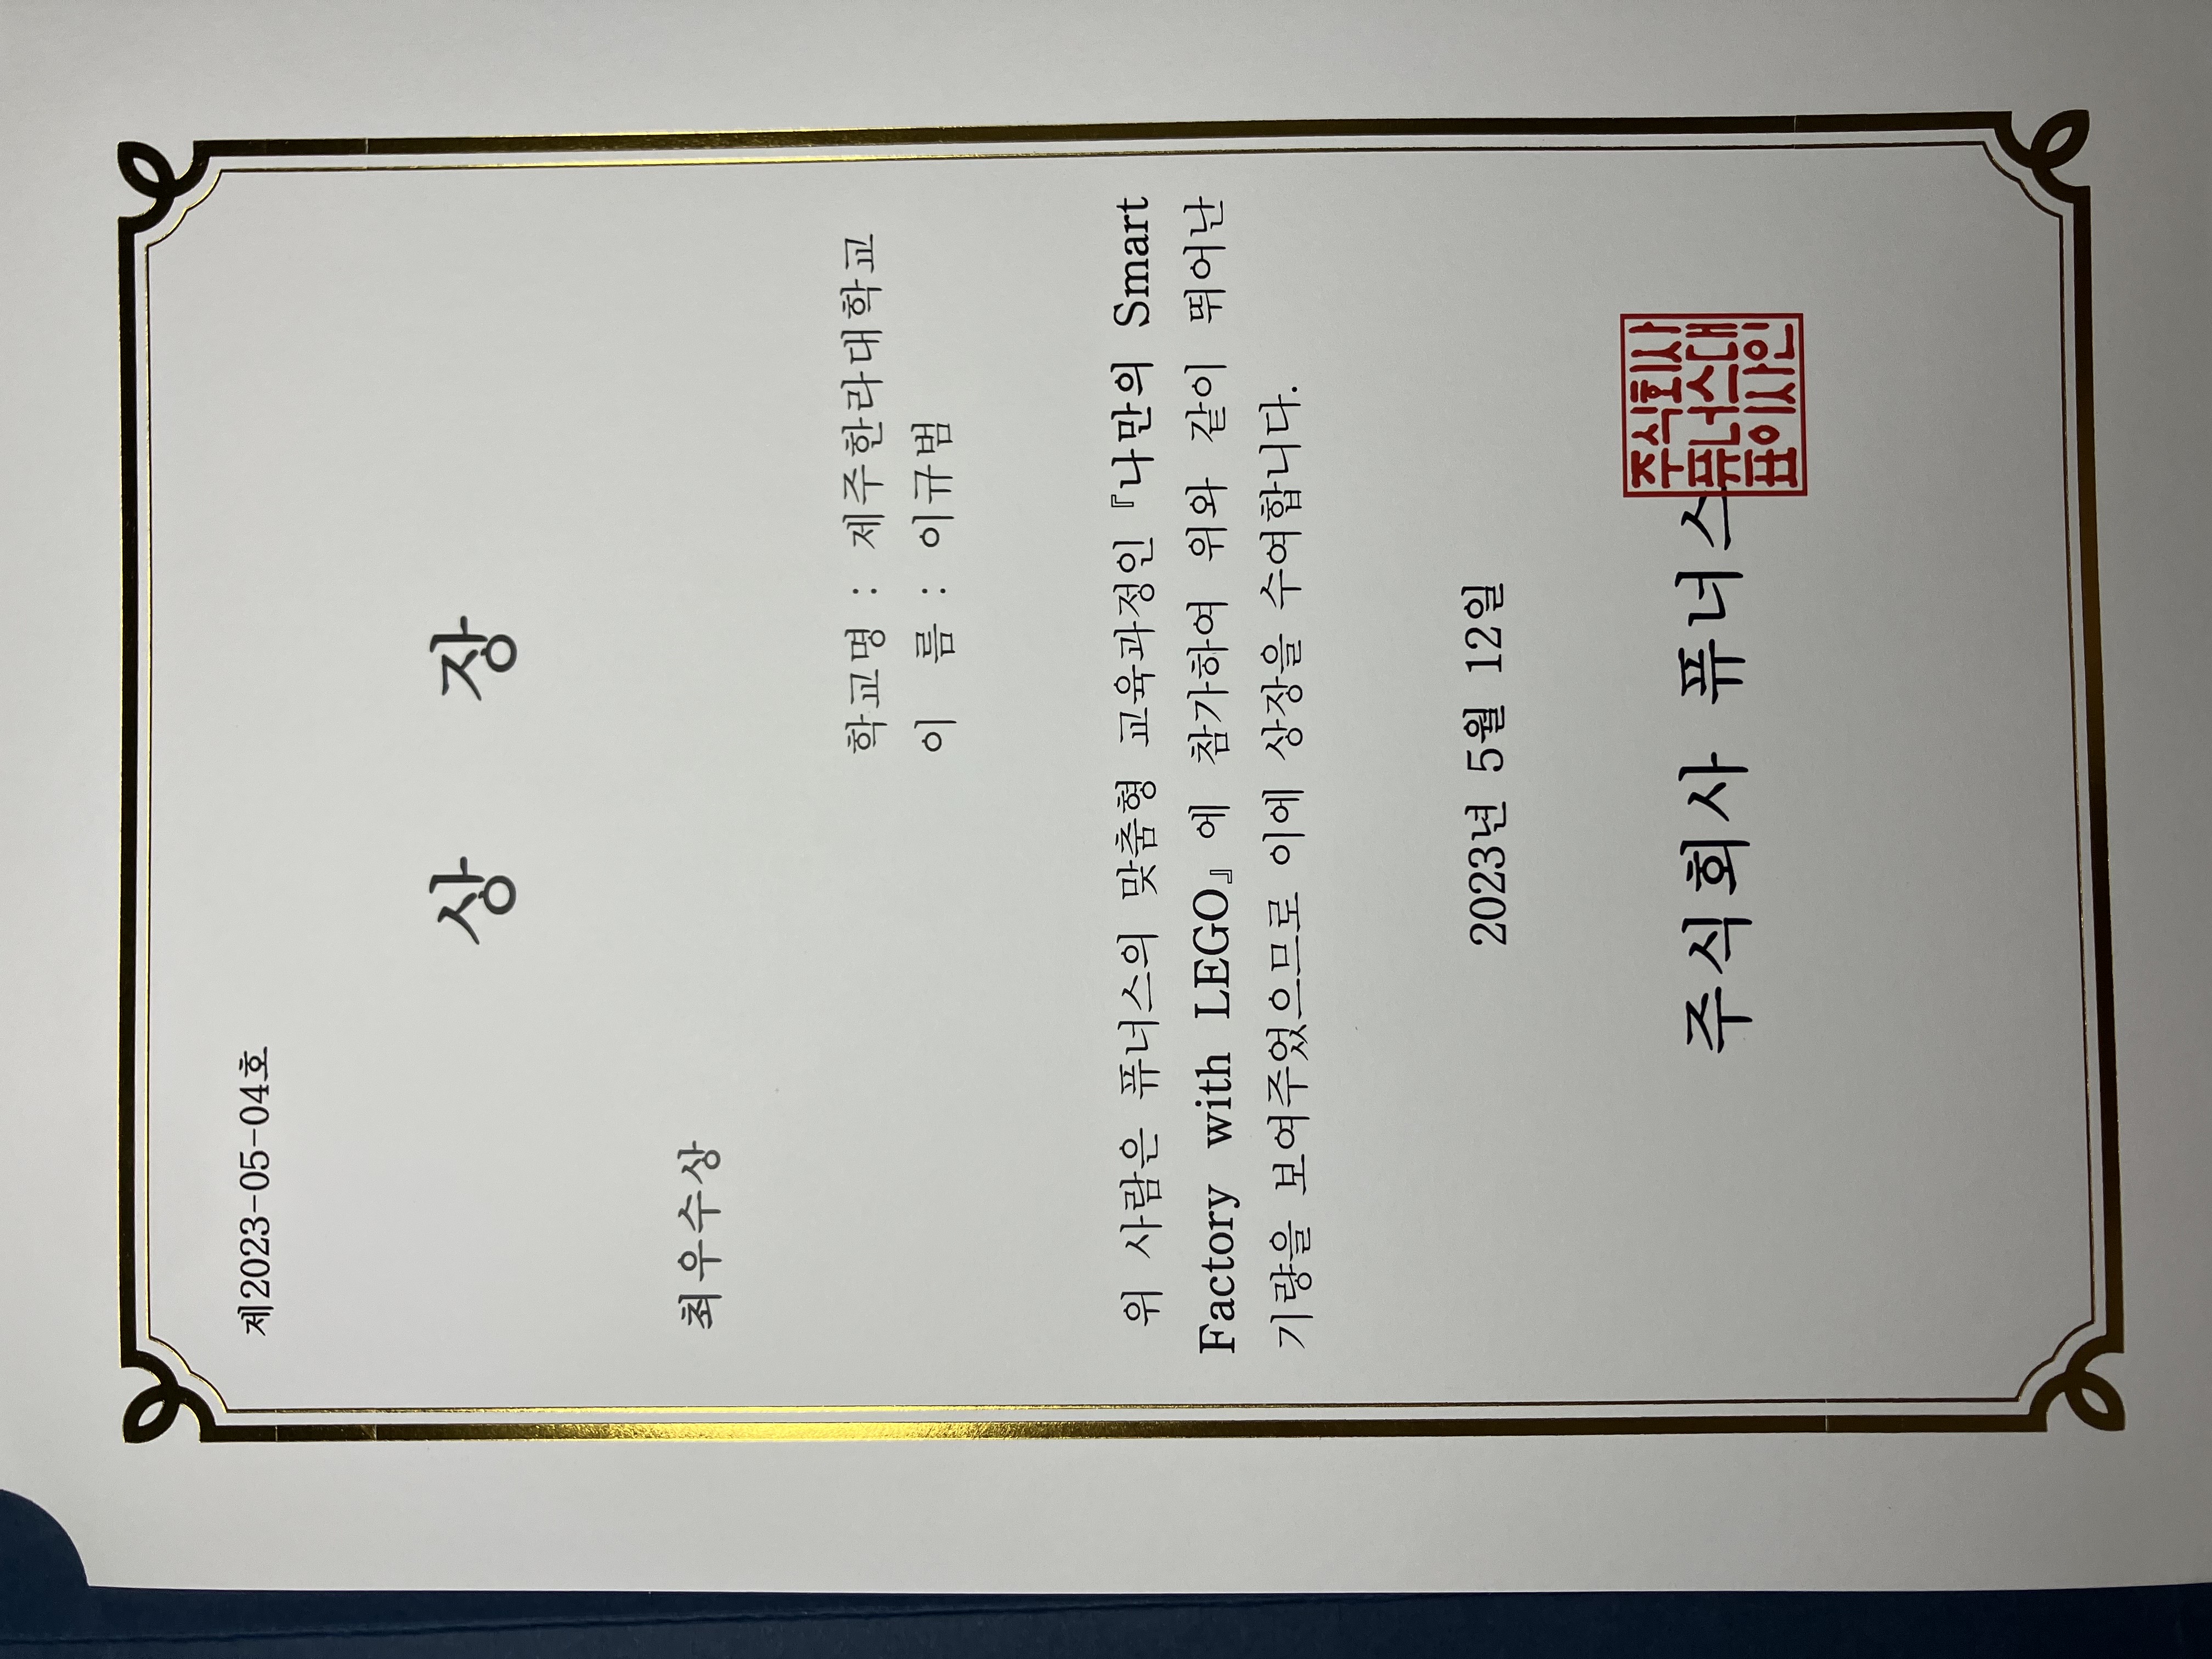 제2023-05-04호
상 장
최우수상
학교명 : 제주한라대학교
이 름 : 이규범
위 사람은 퓨너스의 맞춤형 교육과정인『나만의 Smart
Factory with LEGO』에 참가하여 위와 같이 뛰어난
기량을 보여주었으므로 이에 상장을 수여합니다.
2023년 5월 12일
주식회사 퓨너스
주식회사
퓨너스대
표이사인